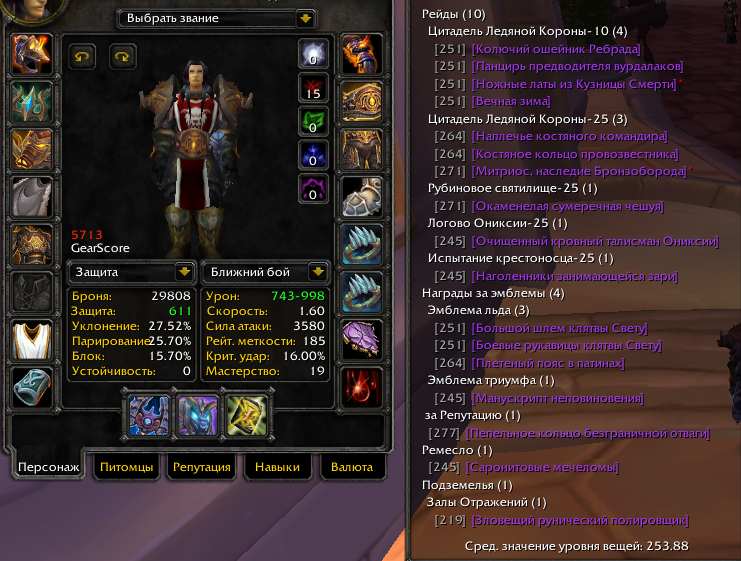 Выбрать звание
0
15
0
0
0
5713
GearScore
Защита
Ближний бой
Броня: 29808
Защита: 611
Уклонение: 27.52%
Парирование 25.70%
Блок: 15.70%
Устойчивость: 0
Урон: 743-998
Скорость: 1.60
Сила атаки: 3580
Рейт. меткости: 185
Крит. удар: 16.00%
Мастерство: 19
Персонаж
Питомцы
Репутация
Навыки
Валюта
Рейды (10)
Цитадель Ледяной Короны-10 (4)
[251] [Колючий ошейник Ребрада]
[251] [Панцирь предводителя вурдалаков]
[251] [Ножные латы из Кузницы Смерти]
[251] [Вечная зима]
Цитадель Ледяной Короны-25 (3)
[264] [Наплечье костяного командира]
[264] [Костяное кольцо провозвестника]
[271] [Митриос, наследие Бронзоборода]
Рубиновое святилище-25 (1)
[271] [Окаменелая сумеречная чешуя]
Логово Ониксии-25 (1)
[245] [Очищенный кровный талисман Ониксии]
Испытание крестоносца-25 (1)
[245] [Наголенники занимающейся зари]
Награды за эмблемы (4)
Эмблема льда (3)
[251] [Большой шлем клятвы Свету]
[251] [Боевые рукавицы клятвы Свету]
[264] [Плетеный пояс в патинах]
Эмблема триумфа (1)
[245] [Манускрипт неповиновения]
за Репутацию (1)
[277] [Пепельное кольцо безграничной отваги]
Ремесло (1)
[245] [Саронитовые мечеломы]
Подземелья (1)
Залы Отражений (1)
[219] [Зловещий рунический полировщик]
Сред. значение уровня вещей: 253.88